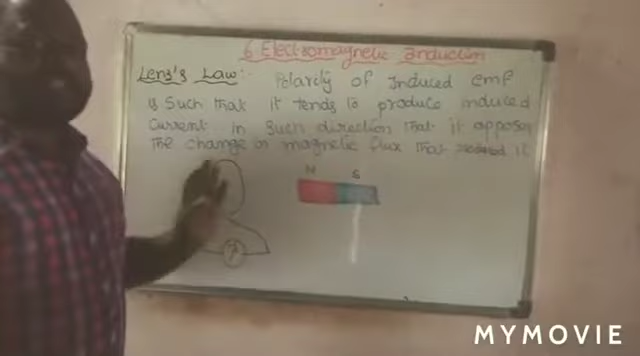 6 Electromagnetic Induction
Lenz's Law:- Polarity of Induced emf
is such that it tends to produce induced
current in such direction that it opposes
the change in magnetic flux that it
N S
MYMOVIE